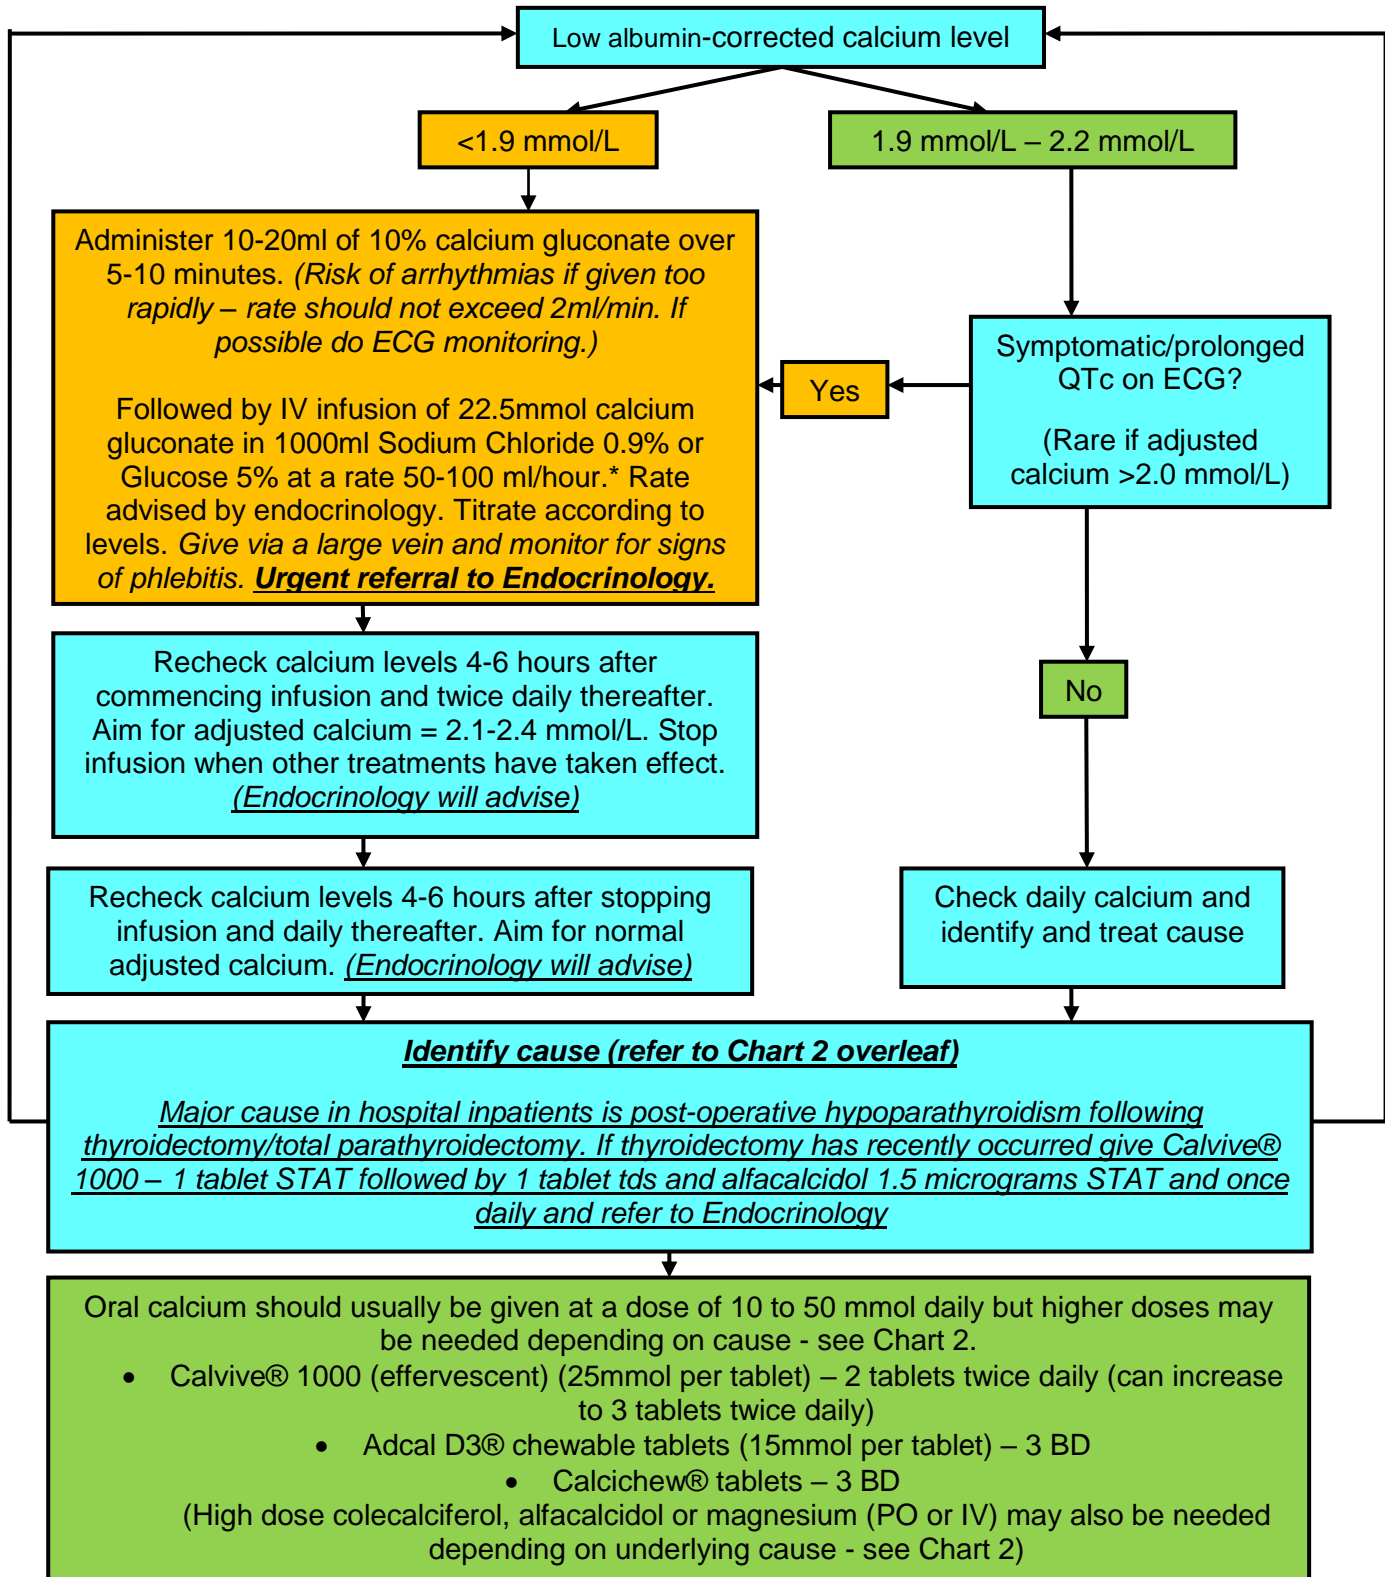 Low albumin-corrected calcium level
<1.9 mmol/L
1.9 mmol/L – 2.2 mmol/L
Administer 10-20ml of 10% calcium gluconate over
5-10 minutes. (Risk of arrhythmias if given too
rapidly – rate should not exceed 2ml/min. If
possible do ECG monitoring.)
Followed by IV infusion of 22.5mmol calcium
gluconate in 1000ml Sodium Chloride 0.9% or
Glucose 5% at a rate 50-100 ml/hour.* Rate
advised by endocrinology. Titrate according to
levels. Give via a large vein and monitor for signs
of phlebitis. Urgent referral to Endocrinology.
Yes
Symptomatic/prolonged
QTc on ECG?
(Rare if adjusted
calcium >2.0 mmol/L)
No
Recheck calcium levels 4-6 hours after
commencing infusion and twice daily thereafter.
Aim for adjusted calcium = 2.1-2.4 mmol/L. Stop
infusion when other treatments have taken effect.
(Endocrinology will advise)
Recheck calcium levels 4-6 hours after stopping
infusion and daily thereafter. Aim for normal
adjusted calcium. (Endocrinology will advise)
Check daily calcium and
identify and treat cause
Identify cause (refer to Chart 2 overleaf)
Major cause in hospital inpatients is post-operative hypoparathyroidism following
thyroidectomy/total parathyroidectomy. If thyroidectomy has recently occurred give Calvive®
1000 – 1 tablet STAT followed by 1 tablet tds and alfacalcidol 1.5 micrograms STAT and once
daily and refer to Endocrinology
Oral calcium should usually be given at a dose of 10 to 50 mmol daily but higher doses may
be needed depending on cause - see Chart 2.
• Calvive® 1000 (effervescent) (25mmol per tablet) – 2 tablets twice daily (can increase
to 3 tablets twice daily)
• Adcal D3® chewable tablets (15mmol per tablet) – 3 BD
• Calcichew® tablets – 3 BD
(High dose colecalciferol, alfacalcidol or magnesium (PO or IV) may also be needed
depending on underlying cause - see Chart 2)